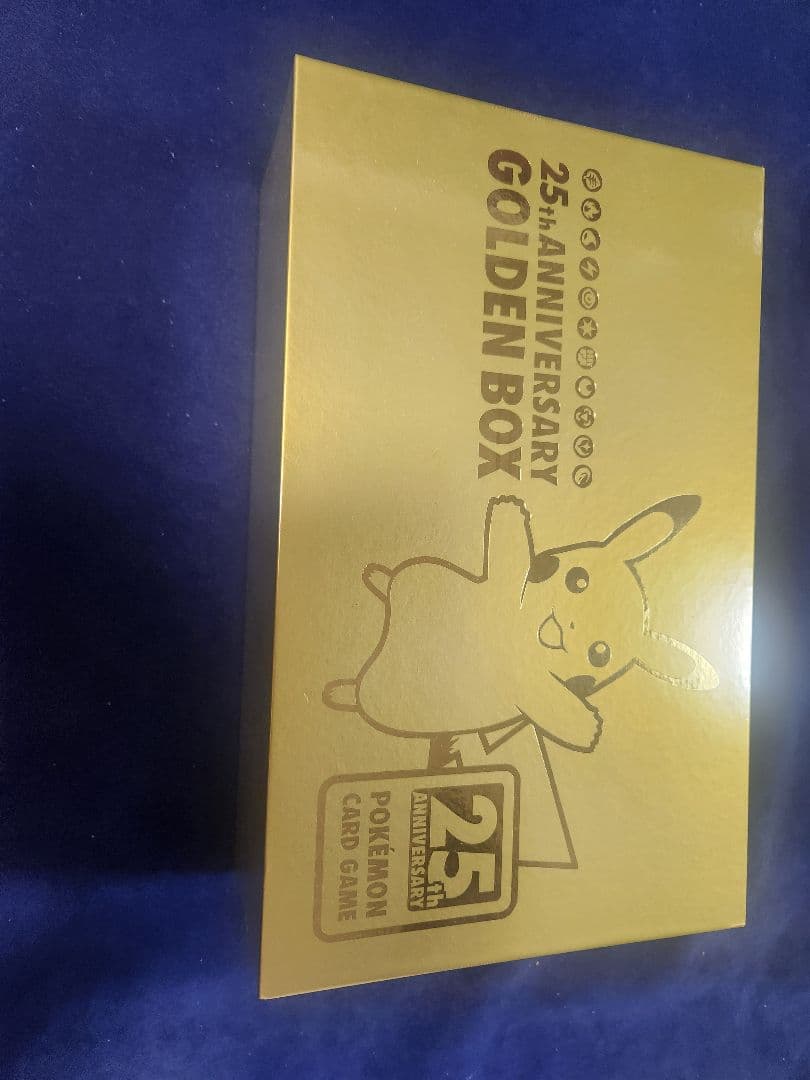 25th ANNIVERSARY
GOLDEN BOX
25th
ANNIVERSARY
POKÉMON
CARD GAME